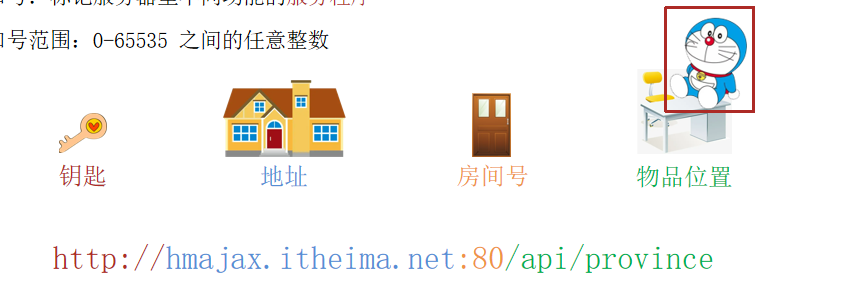 号：标记服务器里不同功能的服务程序
口号范围：0-65535 之间的任意整数
钥匙 地址 房间号 物品位置
http://hmajax.itheima.net:80/api/province